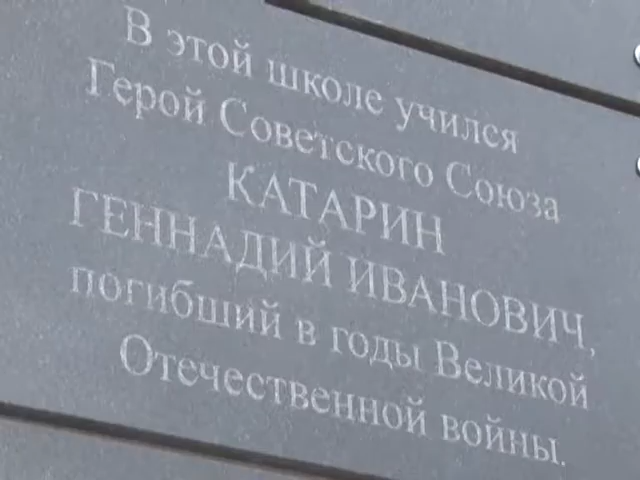 В этой школе учился
Герой Советского Союза
КАТАРИН
ГЕННАДИЙ ИВАНОВИЧ,
погибший в годы Великой
Отечественной войны.